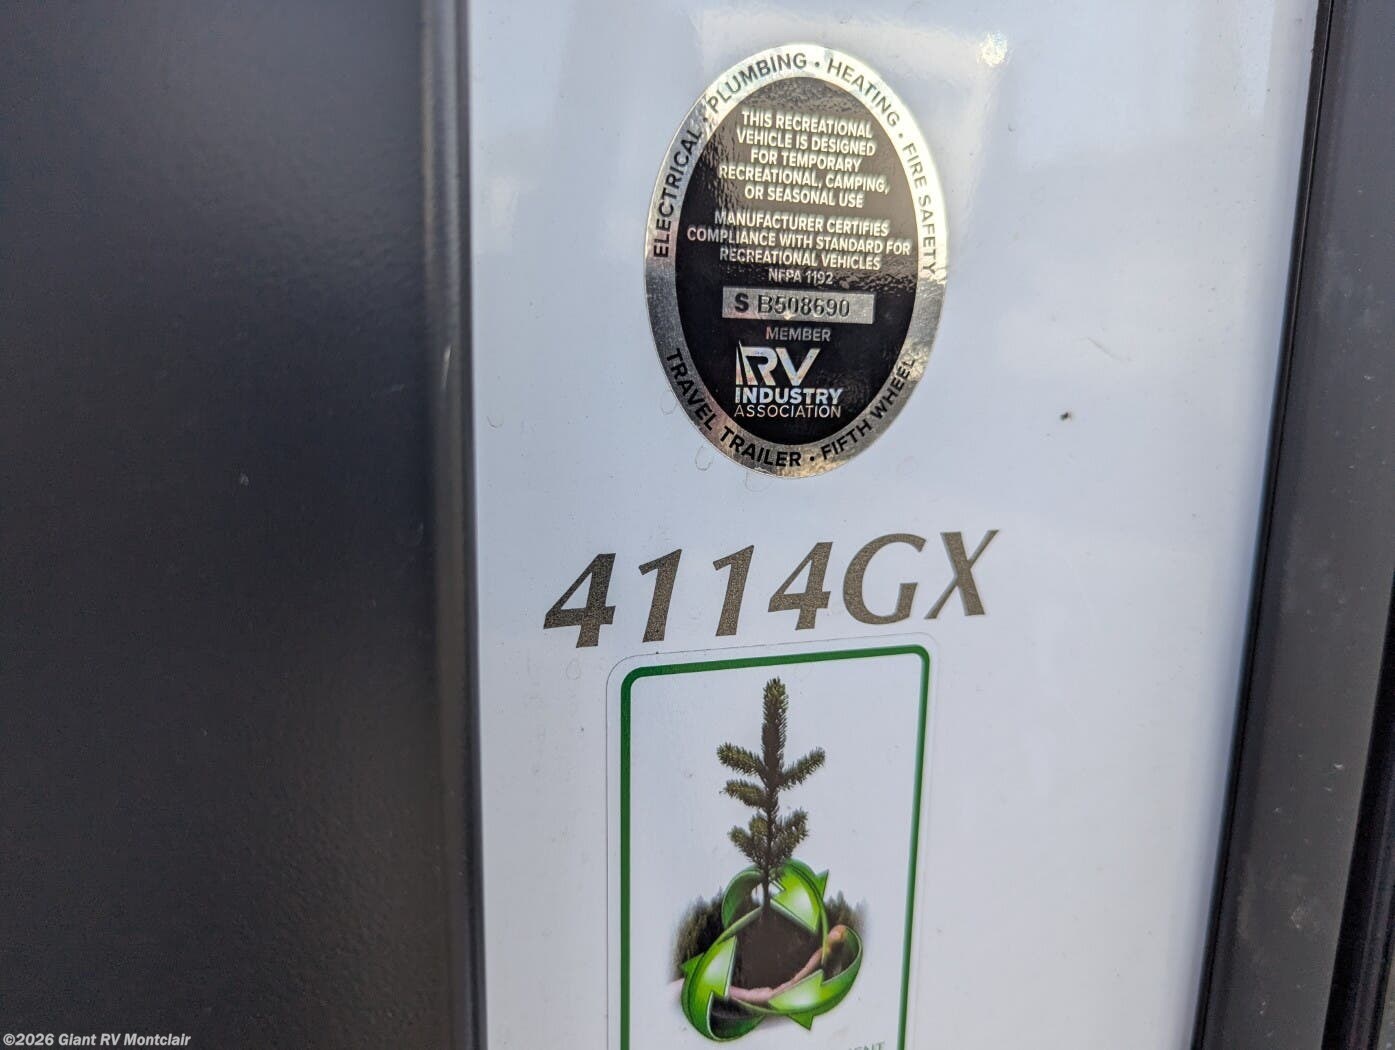 ELECTRICAL • PLUMBING • HEATING • FIRE SAFETY
THIS RECREATIONAL
VEHICLE IS DESIGNED
FOR TEMPORARY
RECREATIONAL, CAMPING,
OR SEASONAL USE
MANUFACTURER CERTIFIES
COMPLIANCE WITH STANDARD FOR
RECREATIONAL VEHICLES
NFPA 1192
S B508690
MEMBER
RV
INDUSTRY
ASSOCIATION
TRAVEL TRAILER • FIFTH WHEEL
4114GX
©2026 Giant RV Montclair